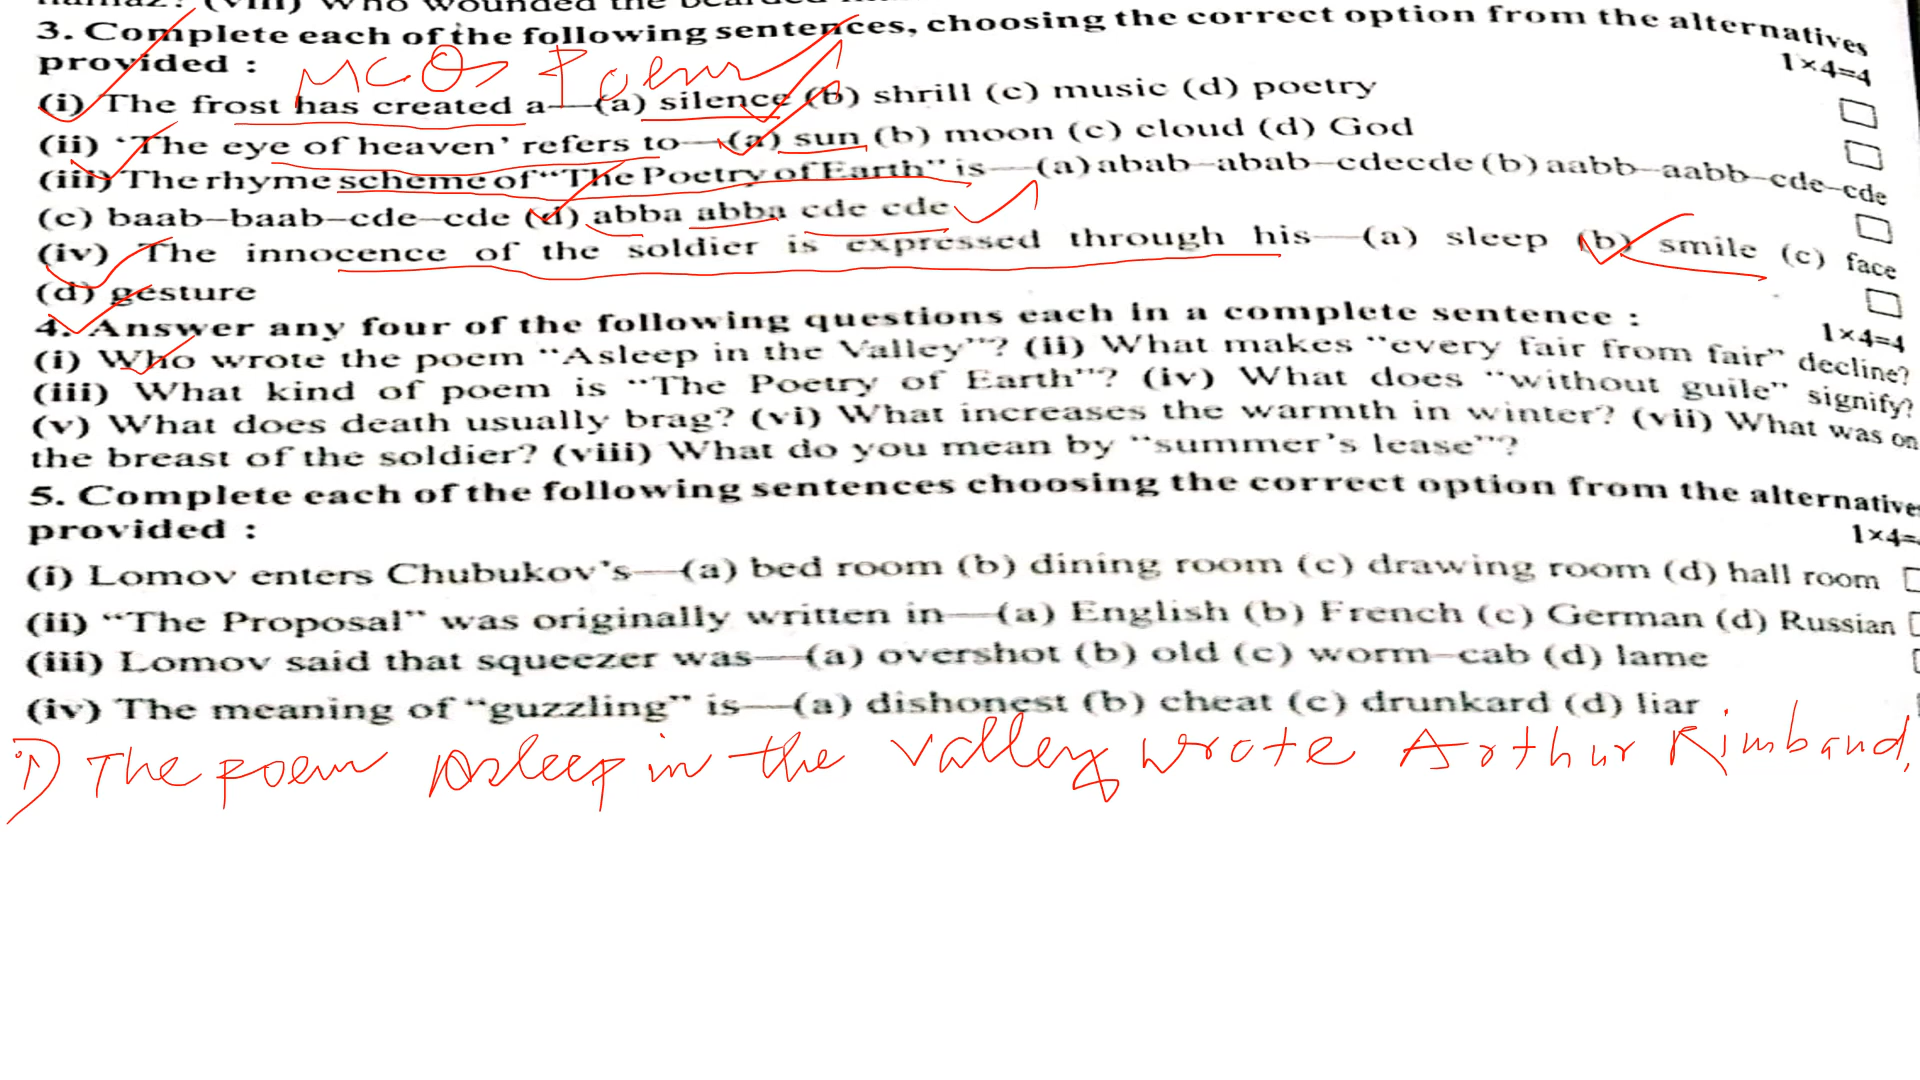 (viii) Who wounded the bearded
3. Complete each of the following sentences, choosing the correct option from the alternatives
provided : 1×4=4
MCQs Poem
(i) The frost has created a—(a) silence (b) shrill (c) music (d) poetry
(ii) ‘The eye of heaven’ refers to—(a) sun (b) moon (c) cloud (d) God
(iii) The rhyme scheme of “The Poetry of Earth” is—(a) abab–abab–cdecde (b) aabb–aabb–cde–cde
(c) baab–baab–cde–cde (d) abba abba cde cde
(iv) The innocence of the soldier is expressed through his—(a) sleep (b) smile (c) face
(d) gesture
4. Answer any four of the following questions each in a complete sentence : 1×4=4
(i) Who wrote the poem “Asleep in the Valley”? (ii) What makes “every fair from fair” decline?
(iii) What kind of poem is “The Poetry of Earth”? (iv) What does “without guile” signify?
(v) What does death usually brag? (vi) What increases the warmth in winter? (vii) What was on
the breast of the soldier? (viii) What do you mean by “summer’s lease”?
5. Complete each of the following sentences choosing the correct option from the alternatives
provided : 1×4=
(i) Lomov enters Chubukov’s—(a) bed room (b) dining room (c) drawing room (d) hall room
(ii) “The Proposal” was originally written in—(a) English (b) French (c) German (d) Russian
(iii) Lomov said that squeezer was—(a) overshot (b) old (c) worm–cab (d) lame
(iv) The meaning of “guzzling” is—(a) dishonest (b) cheat (c) drunkard (d) liar
i) The poem Asleep in the Valley wrote Arthur Rimbaud,